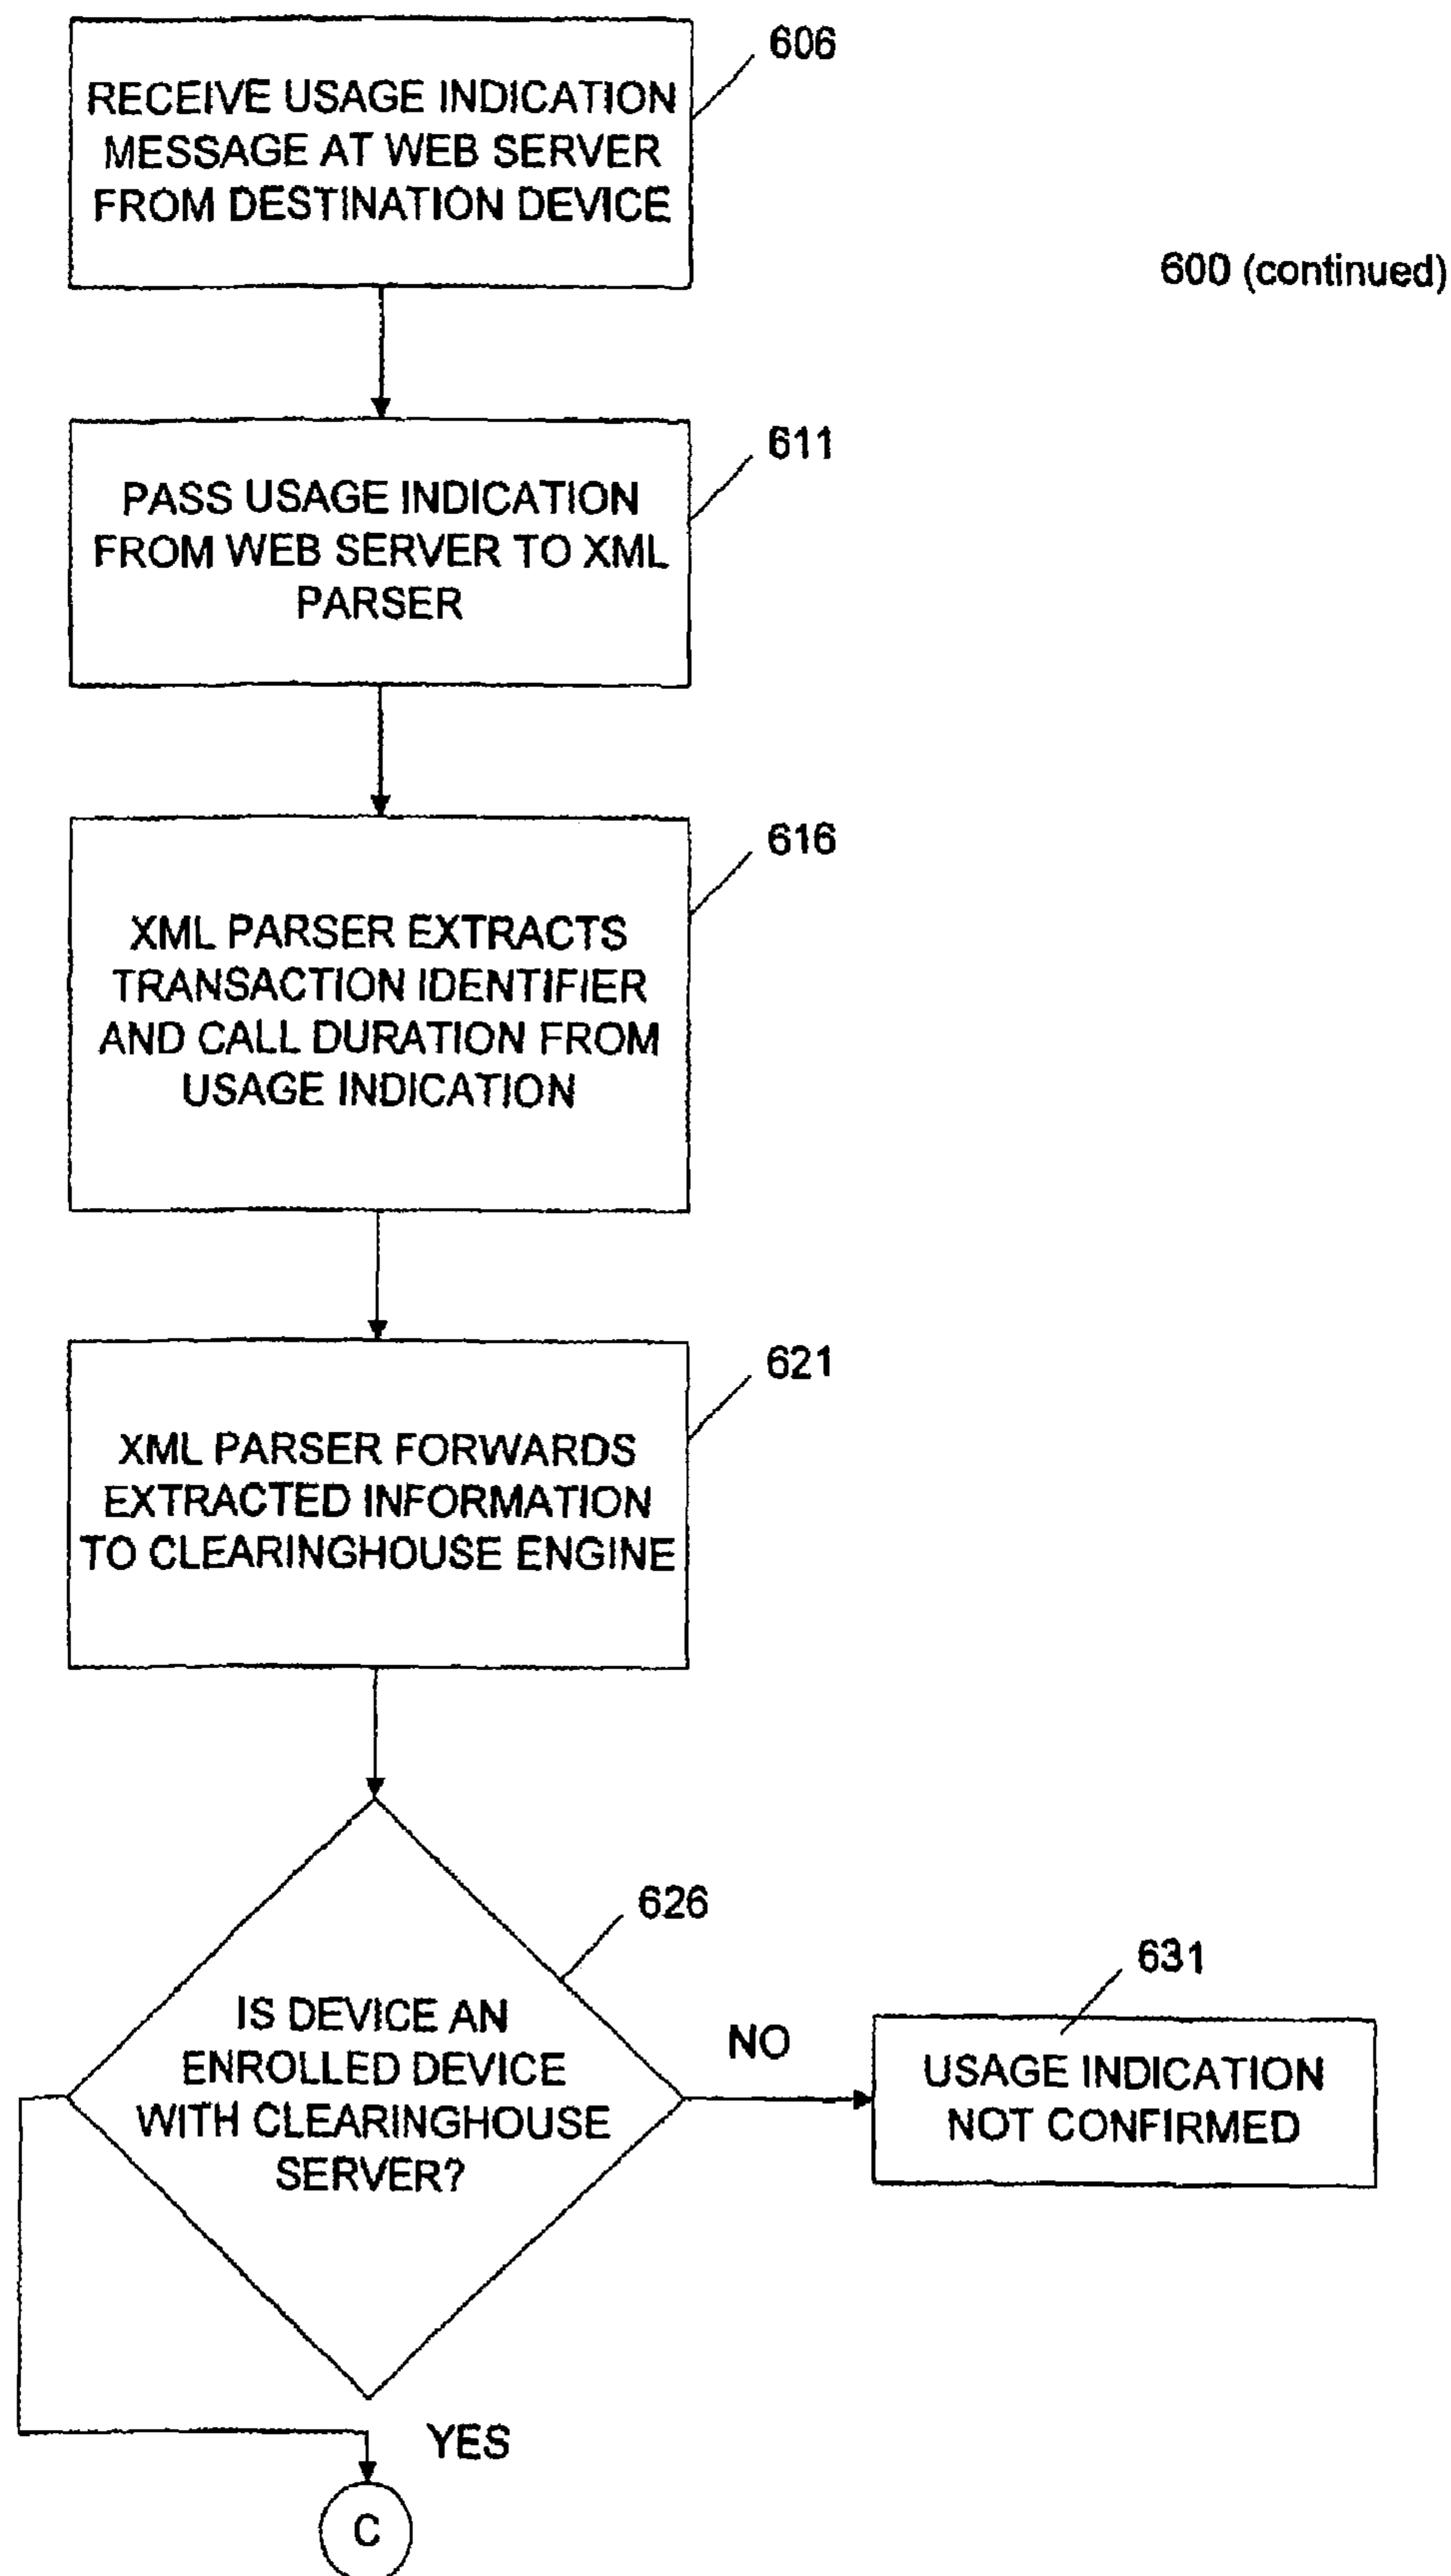 606
RECEIVE USAGE INDICATION
MESSAGE AT WEB SERVER
FROM DESTINATION DEVICE
600 (continued)
611
PASS USAGE INDICATION
FROM WEB SERVER TO XML
PARSER
616
XML PARSER EXTRACTS
TRANSACTION IDENTIFIER
AND CALL DURATION FROM
USAGE INDICATION
621
XML PARSER FORWARDS
EXTRACTED INFORMATION
TO CLEARINGHOUSE ENGINE
626
IS DEVICE AN
ENROLLED DEVICE
WITH CLEARINGHOUSE
SERVER?
NO
631
USAGE INDICATION
NOT CONFIRMED
YES
C